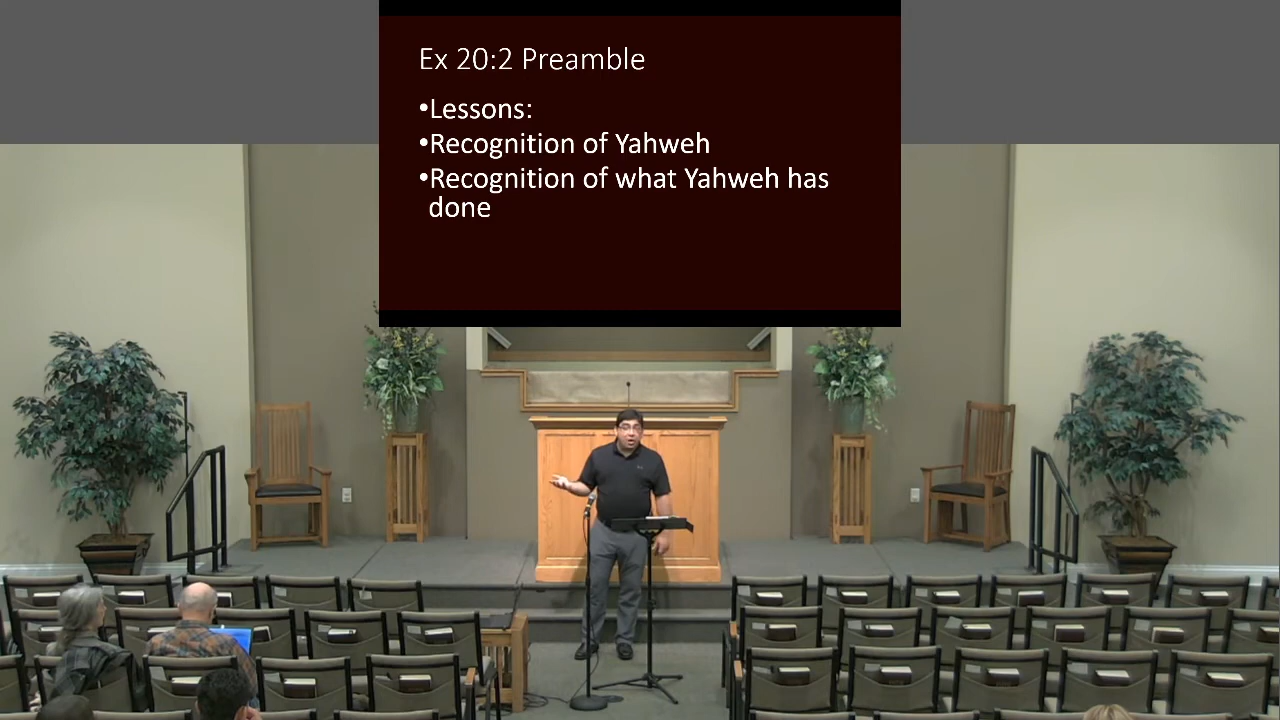 Ex 20:2 Preamble
•Lessons:
•Recognition of Yahweh
•Recognition of what Yahweh has
done